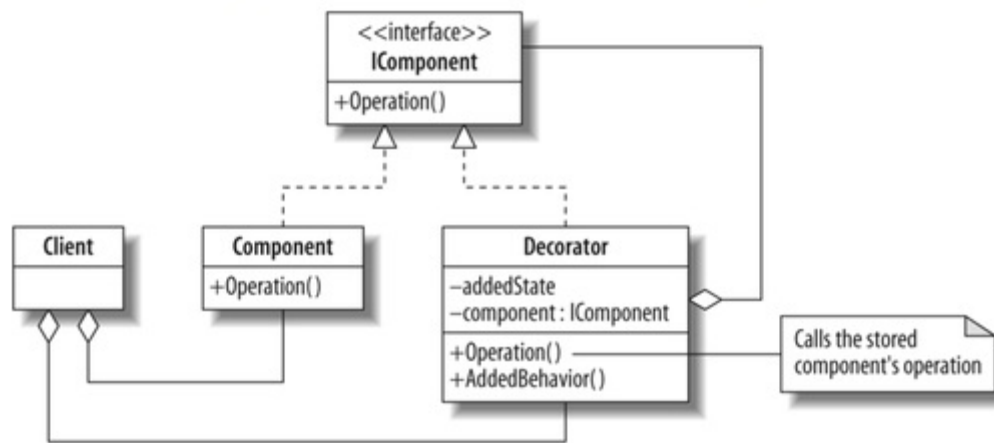 <<interface>>
IComponent
+Operation()
Client
Component
+Operation()
Decorator
–addedState
–component : IComponent
+Operation()
+AddedBehavior()
Calls the stored
component's operation